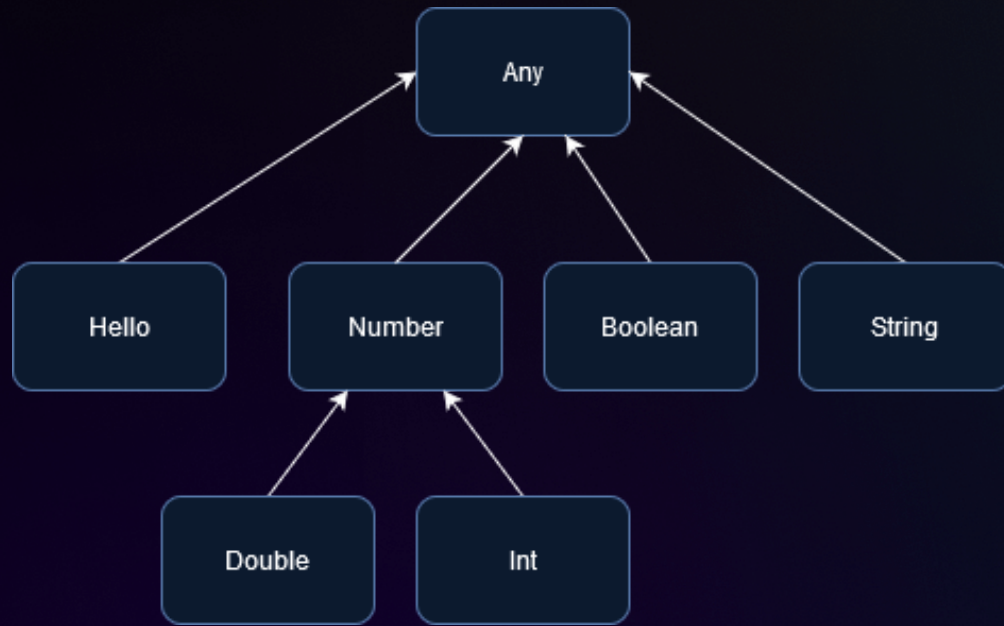 Any
Hello
Number
Boolean
String
Double
Int